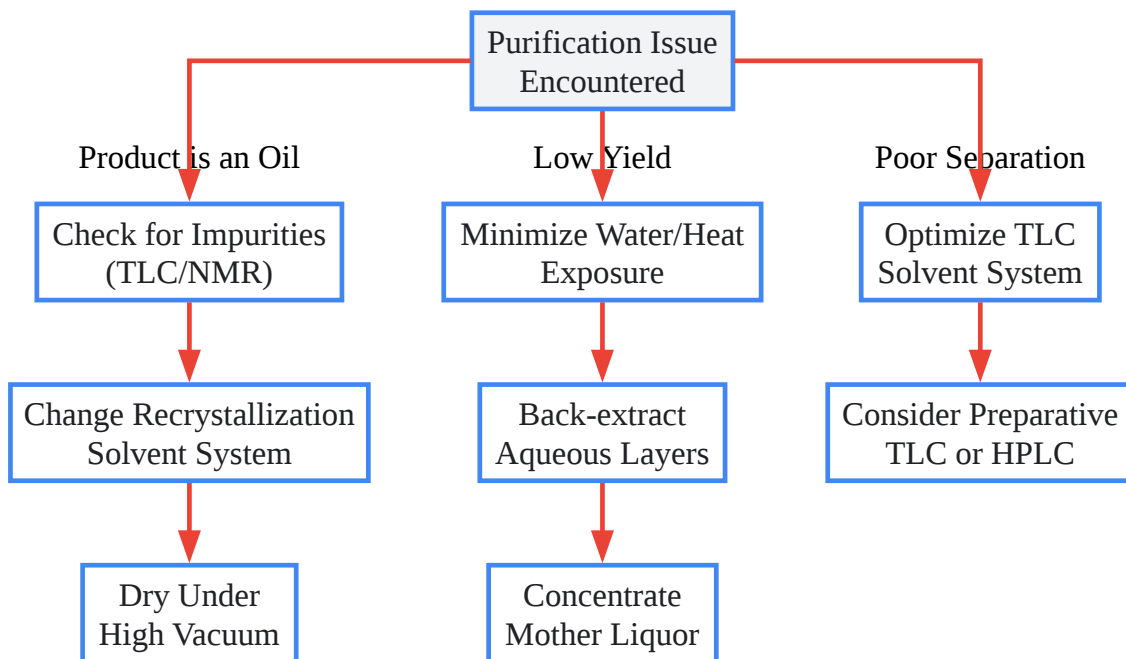 Purification Issue
Encountered
Product is an Oil
Low Yield
Poor Separation
Check for Impurities
(TLC/NMR)
Minimize Water/Heat
Exposure
Optimize TLC
Solvent System
Change Recrystallization
Solvent System
Back-extract
Aqueous Layers
Consider Preparative
TLC or HPLC
Dry Under
High Vacuum
Concentrate
Mother Liquor